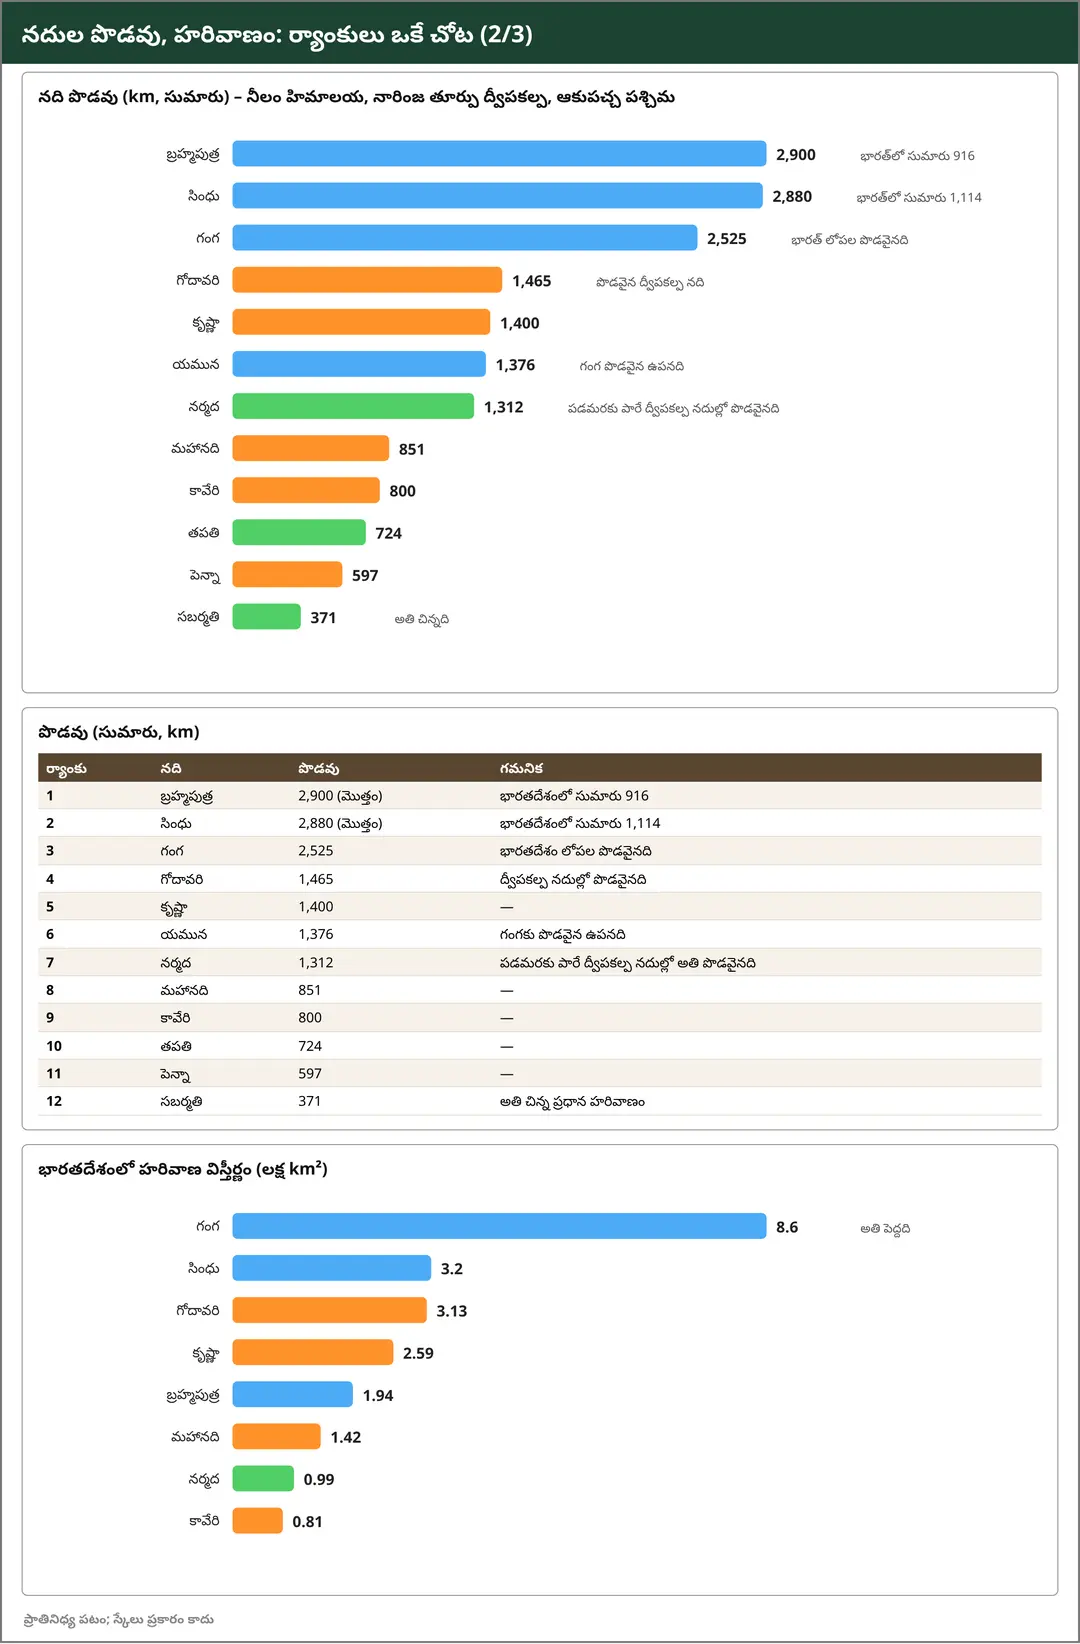 నదుల పొడవు, హరివాణం: ర్యాంకులు ఒకే చోట (2/3)
నది పొడవు (km, సుమారు) – నీలం హిమాలయ, నారింజ తూర్పు ద్వీపకల్ప, ఆకుపచ్చ పశ్చిమ
బ్రహ్మపుత్ర 2,900 భారత్‌లో సుమారు 916
సింధు 2,880 భారత్‌లో సుమారు 1,114
గంగ 2,525 భారత్ లోపల పొడవైనది
గోదావరి 1,465 పొడవైన ద్వీపకల్ప నది
కృష్ణా 1,400
యమున 1,376 గంగ పొడవైన ఉపనది
నర్మద 1,312 పడమరకు పారే ద్వీపకల్ప నదుల్లో పొడవైనది
మహానది 851
కావేరి 800
తపతి 724
పెన్నా 597
సబర్మతి 371 అతి చిన్నది
పొడవు (సుమారు, km)
ర్యాంకు నది పొడవు గమనిక
1 బ్రహ్మపుత్ర 2,900 (మొత్తం) భారతదేశంలో సుమారు 916
2 సింధు 2,880 (మొత్తం) భారతదేశంలో సుమారు 1,114
3 గంగ 2,525 భారతదేశం లోపల పొడవైనది
4 గోదావరి 1,465 ద్వీపకల్ప నదుల్లో పొడవైనది
5 కృష్ణా 1,400 —
6 యమున 1,376 గంగకు పొడవైన ఉపనది
7 నర్మద 1,312 పడమరకు పారే ద్వీపకల్ప నదుల్లో అతి పొడవైనది
8 మహానది 851 —
9 కావేరి 800 —
10 తపతి 724 —
11 పెన్నా 597 —
12 సబర్మతి 371 అతి చిన్న ప్రధాన హరివాణం
భారతదేశంలో హరివాణ విస్తీర్ణం (లక్ష km²)
గంగ 8.6 అతి పెద్దది
సింధు 3.2
గోదావరి 3.13
కృష్ణా 2.59
బ్రహ్మపుత్ర 1.94
మహానది 1.42
నర్మద 0.99
కావేరి 0.81
ప్రాతినిధ్య పటం; స్కేలు ప్రకారం కాదు